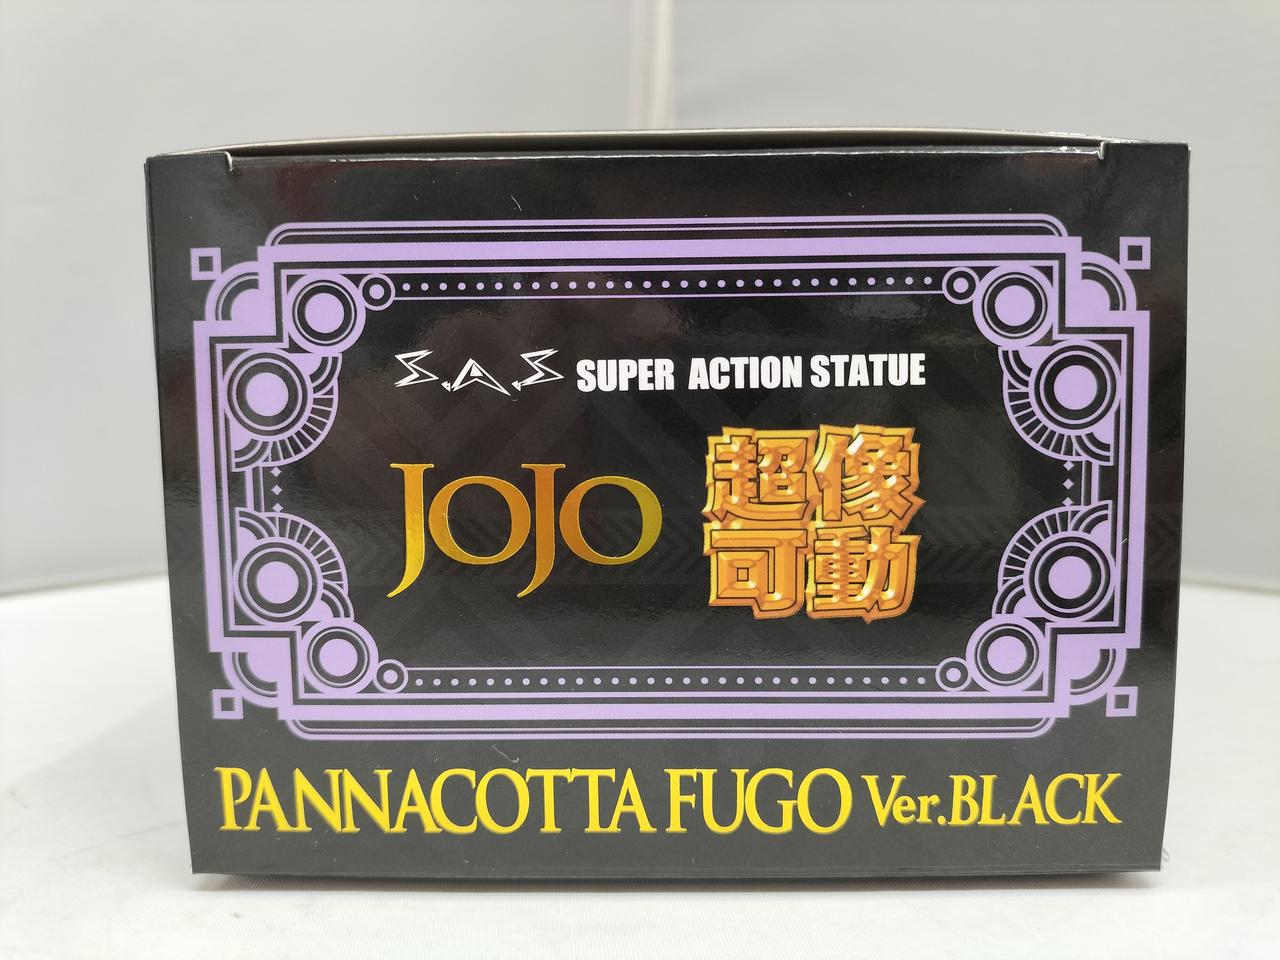 S.A.S SUPER ACTION STATUE
JOJO
超像
可動
PANNACOTTA FUGO Ver.BLACK